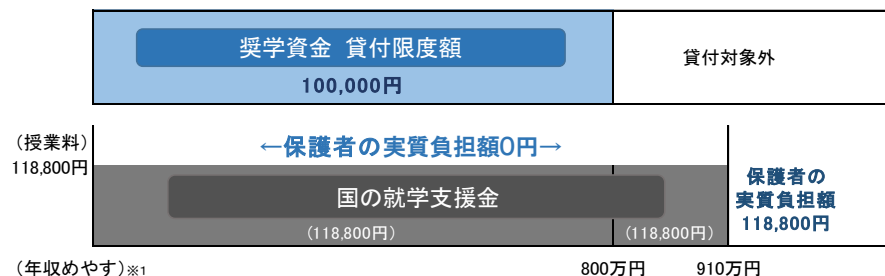 奨学資金 貸付限度額
100,000円
貸付対象外
(授業料)
118,800円
←保護者の実質負担額0円→
国の就学支援金
(118,800円)
(118,800円)
保護者の
実質負担額
118,800円
(年収めやす)※1
800万円
910万円